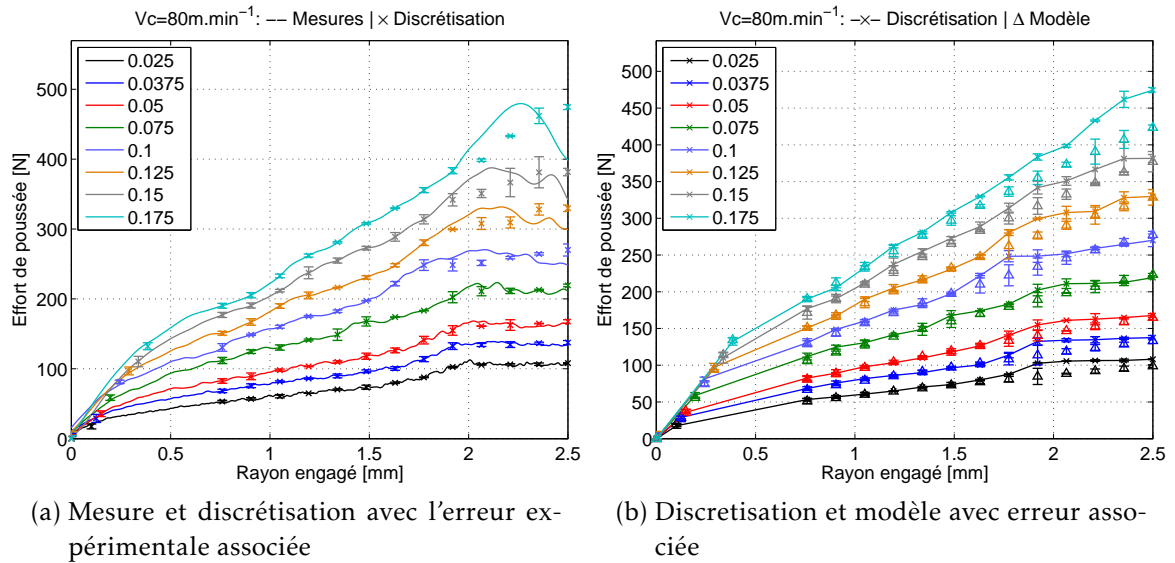 Vc=80m.min⁻¹: –– Mesures | × Discrétisation
Effort de poussée [N]
500
400
300
200
100
0
0.025
0.0375
0.05
0.075
0.1
0.125
0.15
0.175
0 0.5 1 1.5 2 2.5
Rayon engagé [mm]
(a) Mesure et discrétisation avec l'erreur ex-
périmentale associée
Vc=80m.min⁻¹: –×– Discrétisation | Δ Modèle
Effort de poussée [N]
500
450
400
350
300
250
200
150
100
50
0
0.025
0.0375
0.05
0.075
0.1
0.125
0.15
0.175
0 0.5 1 1.5 2 2.5
Rayon engagé [mm]
(b) Discretisation et modèle avec erreur asso-
ciée